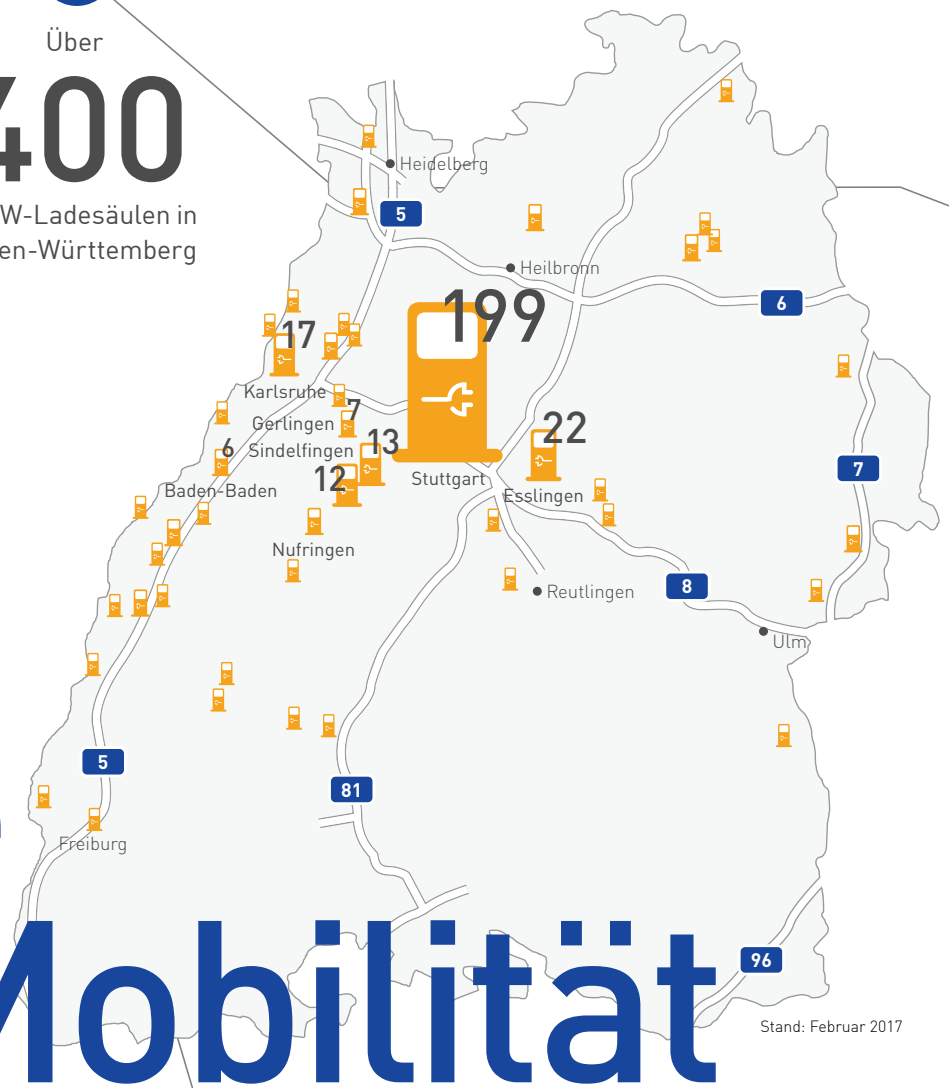 Über
400
W-Ladesäulen in
en-Württemberg
Heidelberg
5
Heilbronn
6
199
17
Karlsruhe
7
Gerlingen
22
13
6
Sindelfingen
7
12
Stuttgart
Baden-Baden
Esslingen
Nufringen
8
Reutlingen
Ulm
5
81
Freiburg
96
Mobilität
Stand: Februar 2017